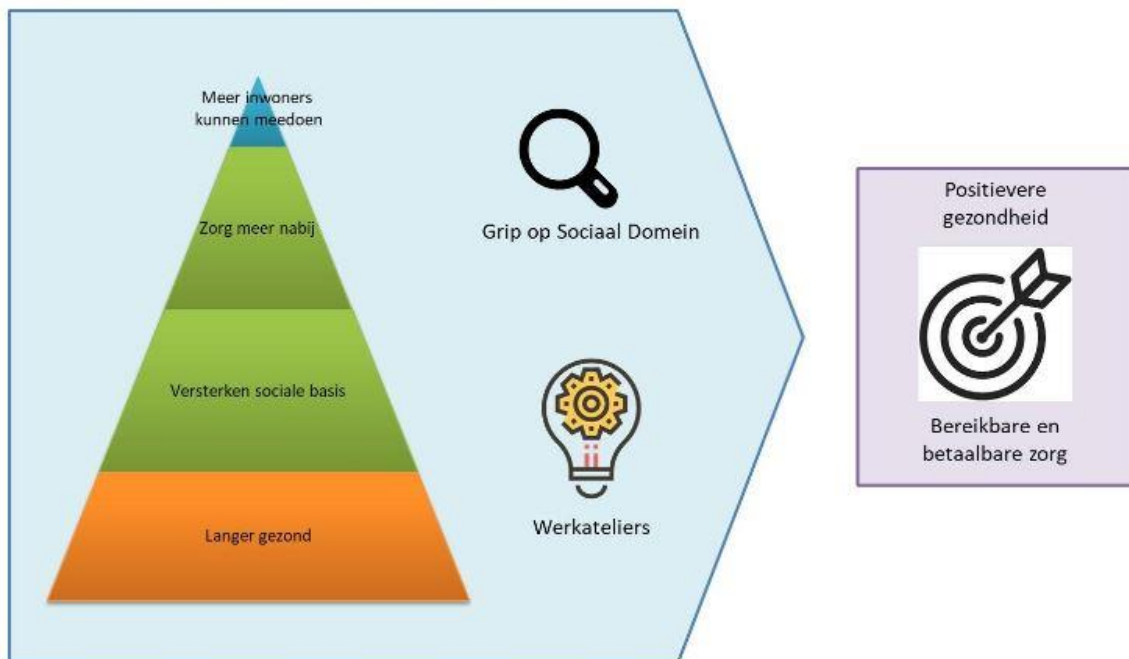 Meer inwoners
kunnen meedoen
Zorg meer nabij
Versterken sociale basis
Langer gezond
Grip op Sociaal Domein
Werkateliers
Positievere
gezondheid
Bereikbare en
betaalbare zorg